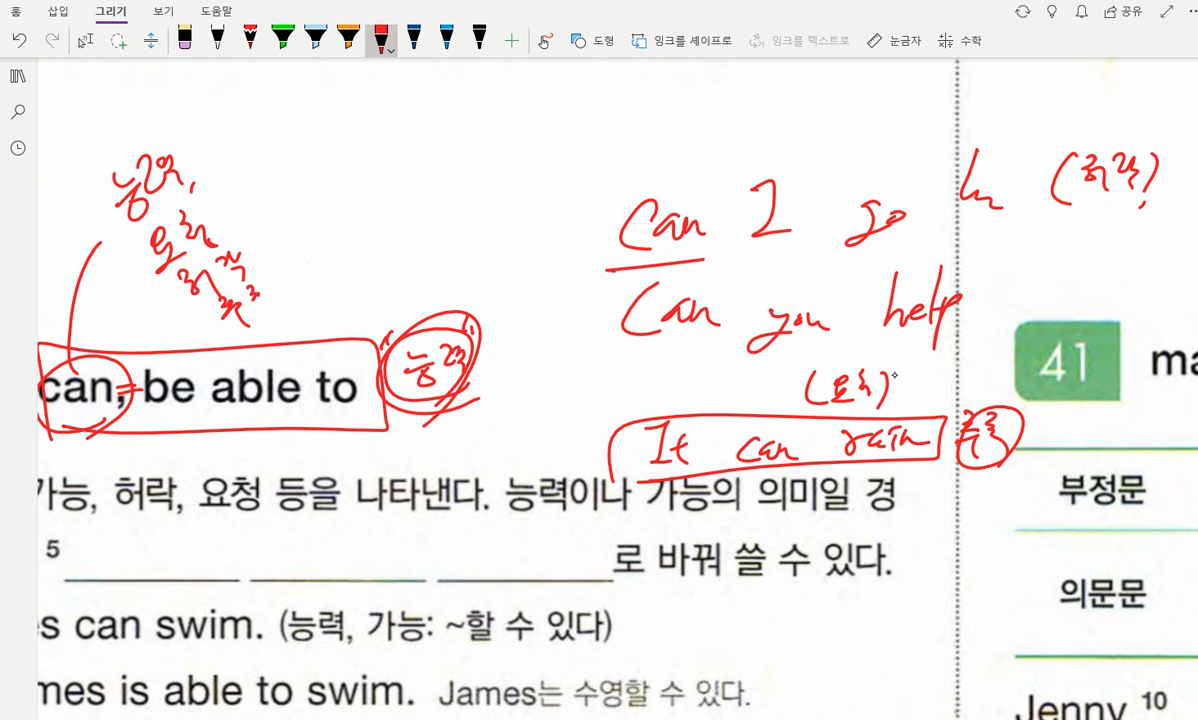 홈 삽입 그리기 보기 도움말
공유
도형 잉크를 셰이프로 잉크를 텍스트로 눈금자 수학
능력,
요청
허락
추측
Can I go in (허락)
Can you help
(요청)
It can rain 추측
can, = be able to 능력
41 ma
가능, 허락, 요청 등을 나타낸다. 능력이나 가능의 의미일 경
부정문
5 로 바꿔 쓸 수 있다.
의문문
s can swim. (능력, 가능: ~할 수 있다)
mes is able to swim. James는 수영할 수 있다.
Jenny 10